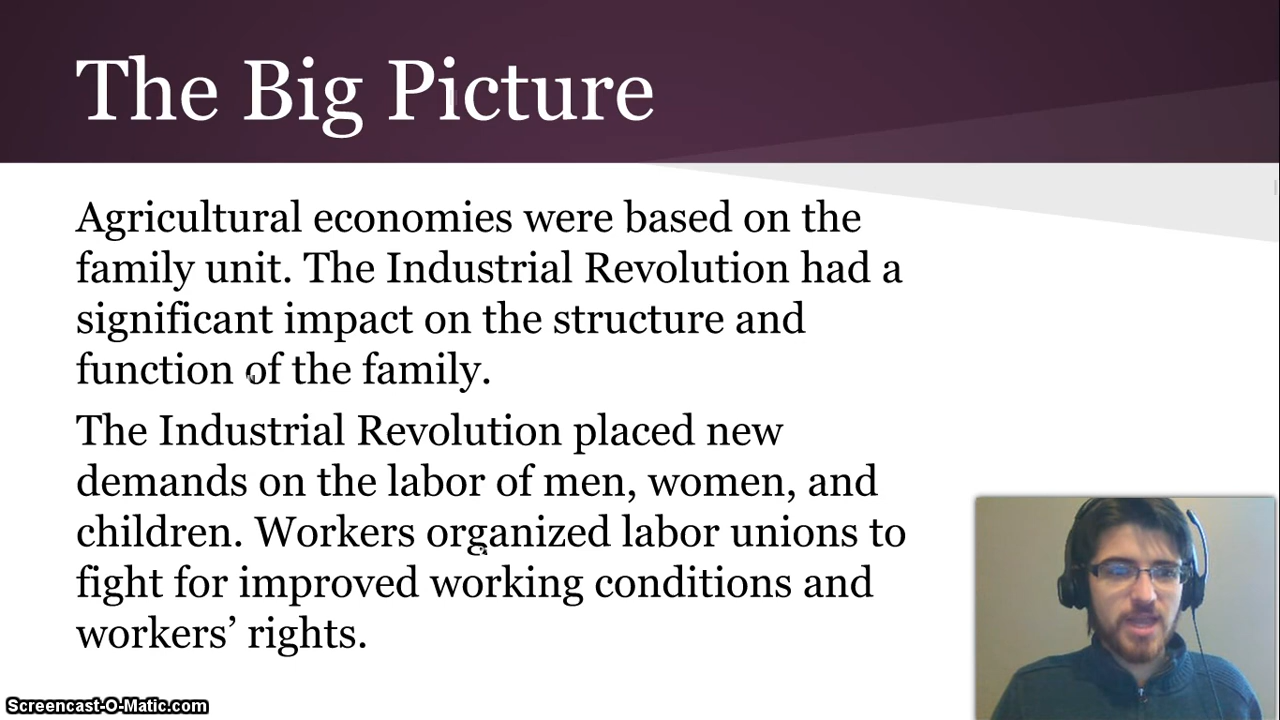 The Big Picture
Agricultural economies were based on the
family unit. The Industrial Revolution had a
significant impact on the structure and
function of the family.
The Industrial Revolution placed new
demands on the labor of men, women, and
children. Workers organized labor unions to
fight for improved working conditions and
workers’ rights.
Screencast-O-Matic.com